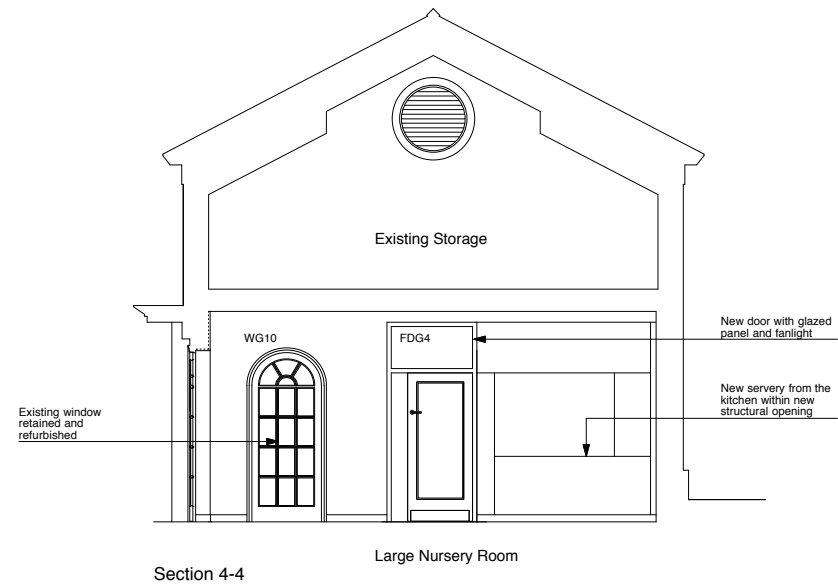 Existing Storage
WG10
FDG4
New door with glazed
panel and fanlight
New servery from the
kitchen within new
structural opening
Existing window
retained and
refurbished
Large Nursery Room
Section 4-4